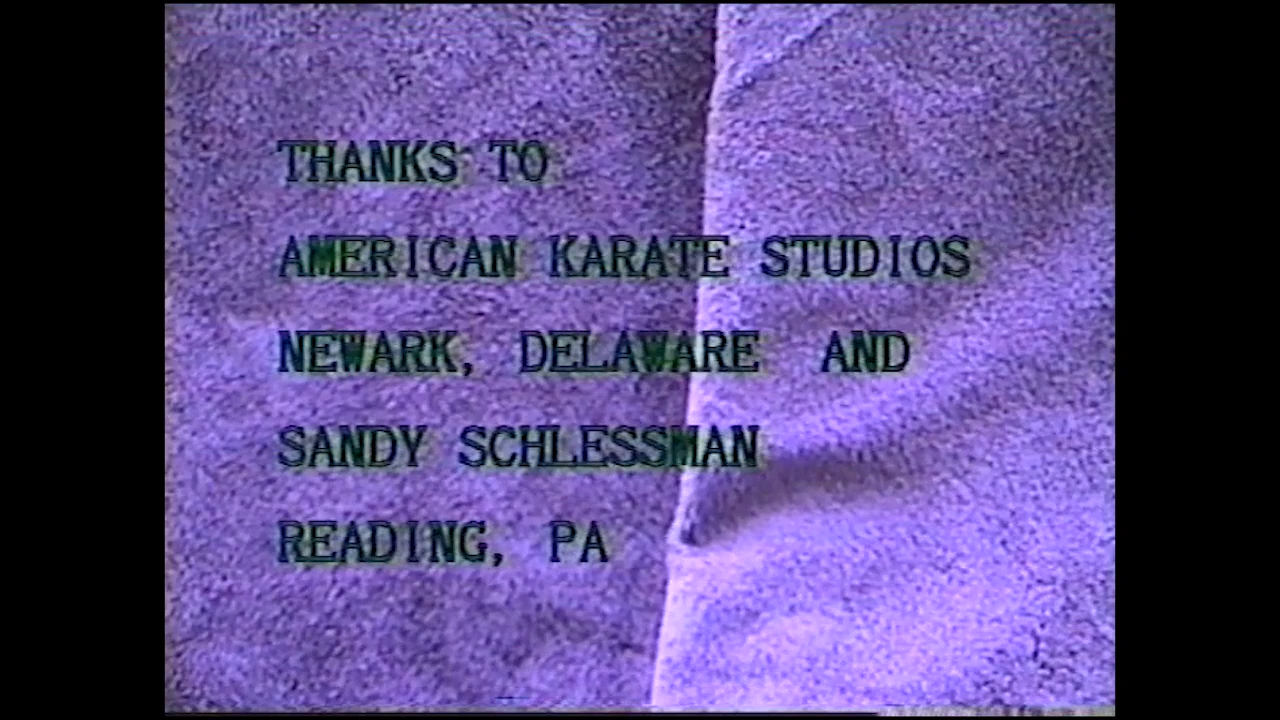 THANKS TO
AMERICAN KARATE STUDIOS
NEWARK, DELAWARE AND
SANDY SCHLESSMAN
READING, PA